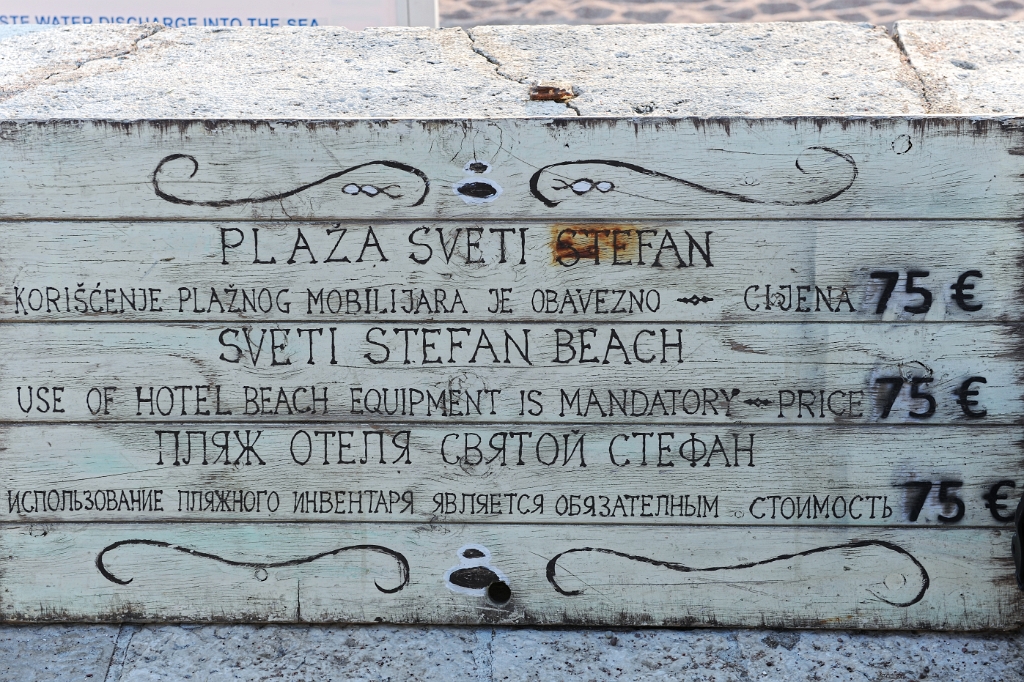 STE WATER DISCHARGE INTO THE SEA
PLAŽA SVETI STEFAN
KORIŠĆENJE PLAŽNOG MOBILIJARA JE OBAVEZNO CIJENA 75 €
SVETI STEFAN BEACH
USE OF HOTEL BEACH EQUIPMENT IS MANDATORY PRICE 75 €
ПЛЯЖ ОТЕЛЯ СВЯТОЙ СТЕФАН
ИСПОЛЬЗОВАНИЕ ПЛЯЖНОГО ИНВЕНТАРЯ ЯВЛЯЕТСЯ ОБЯЗАТЕЛЬНЫМ СТОИМОСТЬ 75 €